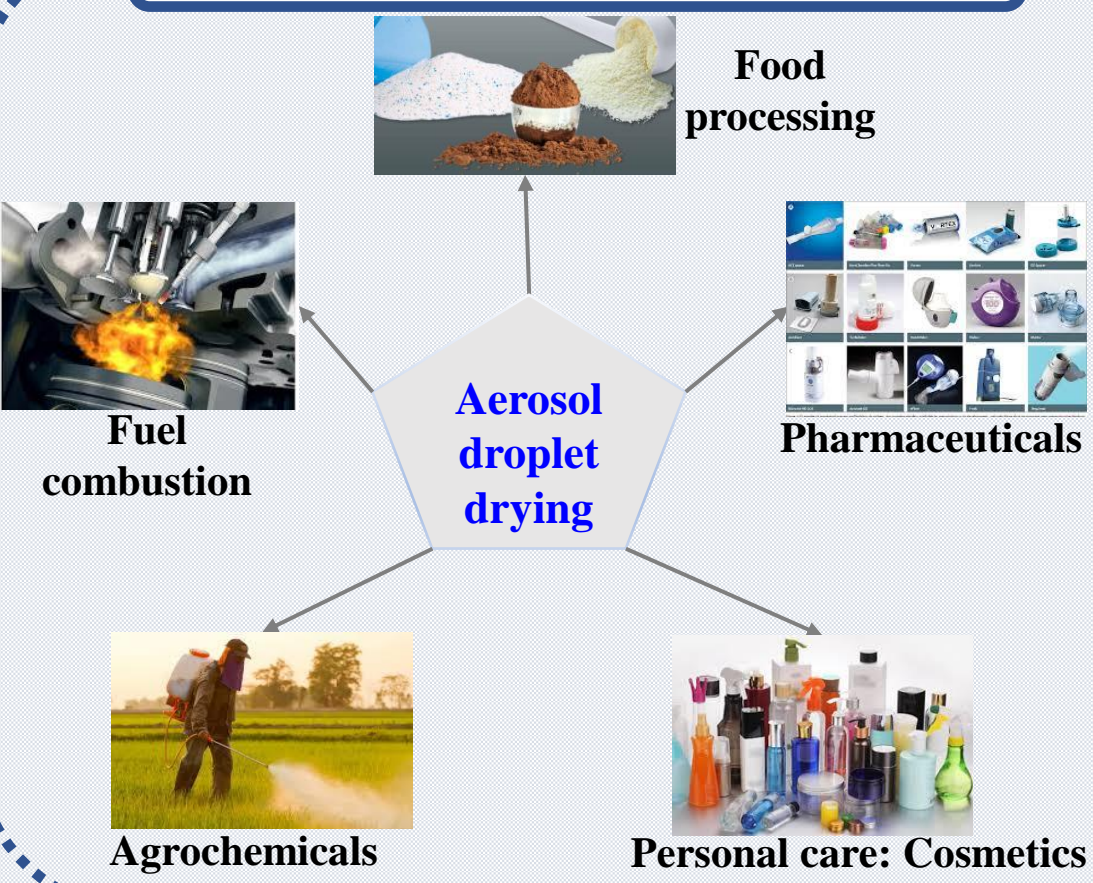 Food
processing
Fuel
combustion
Aerosol
droplet
drying
Pharmaceuticals
Agrochemicals
Personal care: Cosmetics